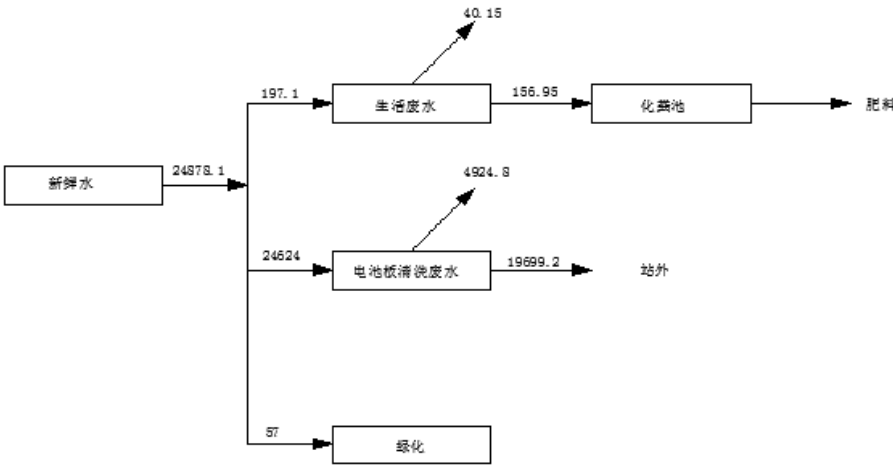 40.15
197.1
生活废水
156.95
化粪池
肥料
新鲜水
24878.1
4924.8
24624
电池板清洗废水
19699.2
站外
57
绿化